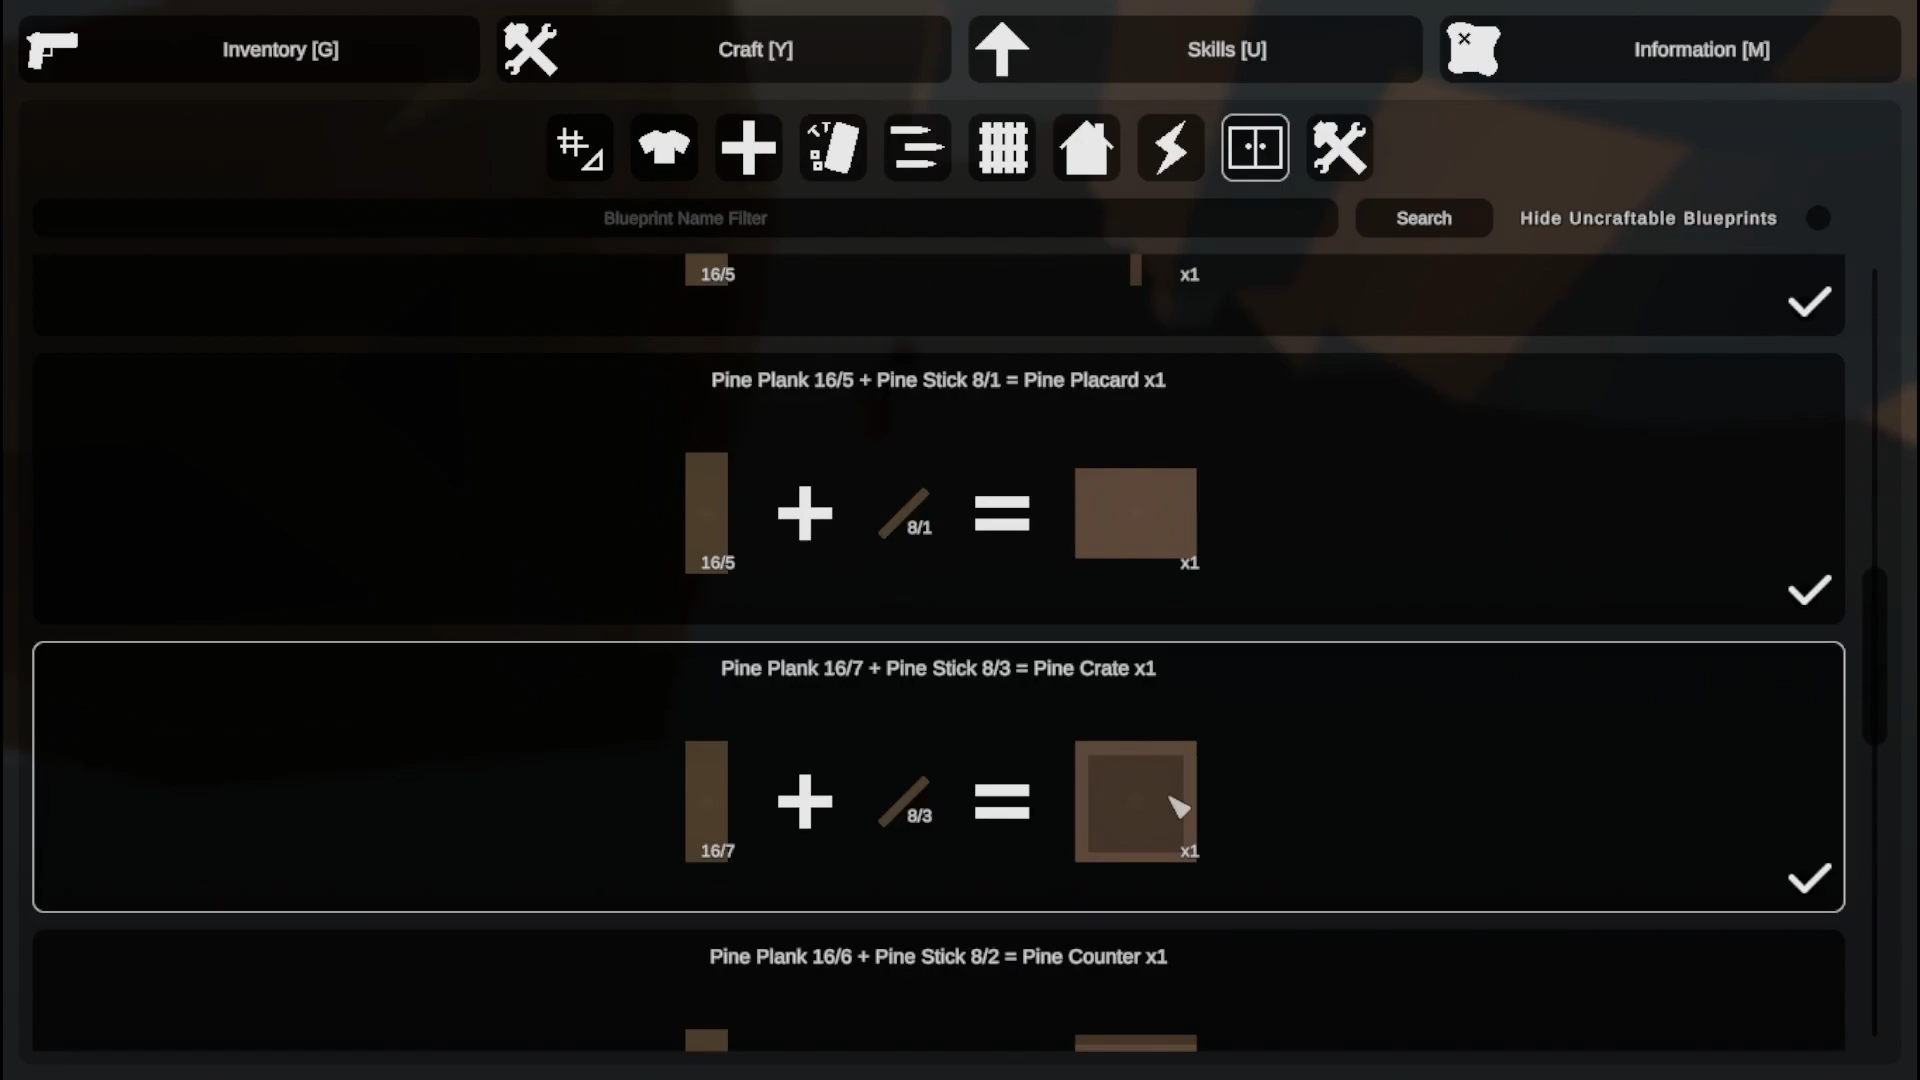 Inventory [G]
Craft [Y]
Skills [U]
Information [M]
Blueprint Name Filter
Search
Hide Uncraftable Blueprints
16/5
x1
Pine Plank 16/5 + Pine Stick 8/1 = Pine Placard x1
8/1
16/5
x1
Pine Plank 16/7 + Pine Stick 8/3 = Pine Crate x1
8/3
16/7
x1
Pine Plank 16/6 + Pine Stick 8/2 = Pine Counter x1